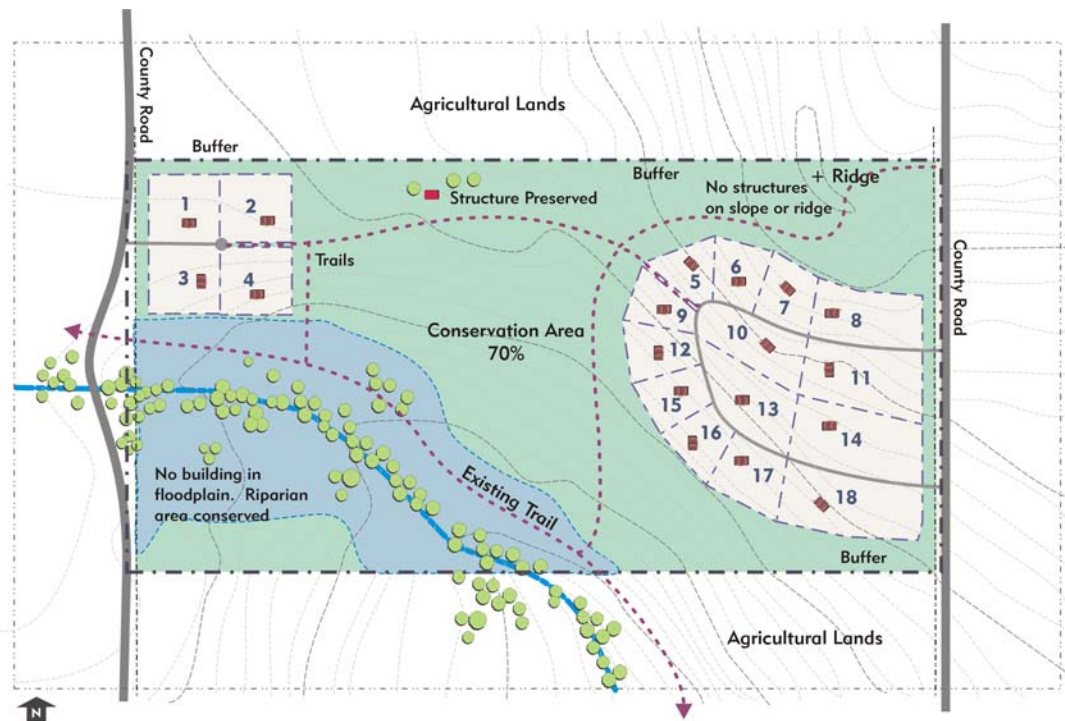 County Road
Agricultural Lands
Buffer
Buffer
+ Ridge
No structures
on slope or ridge
Structure Preserved
1
2
3
4
Trails
County Road
5
6
7
8
9
10
11
12
13
14
15
16
17
18
Conservation Area
70%
No building in
floodplain. Riparian
area conserved
Existing Trail
Buffer
Agricultural Lands
N